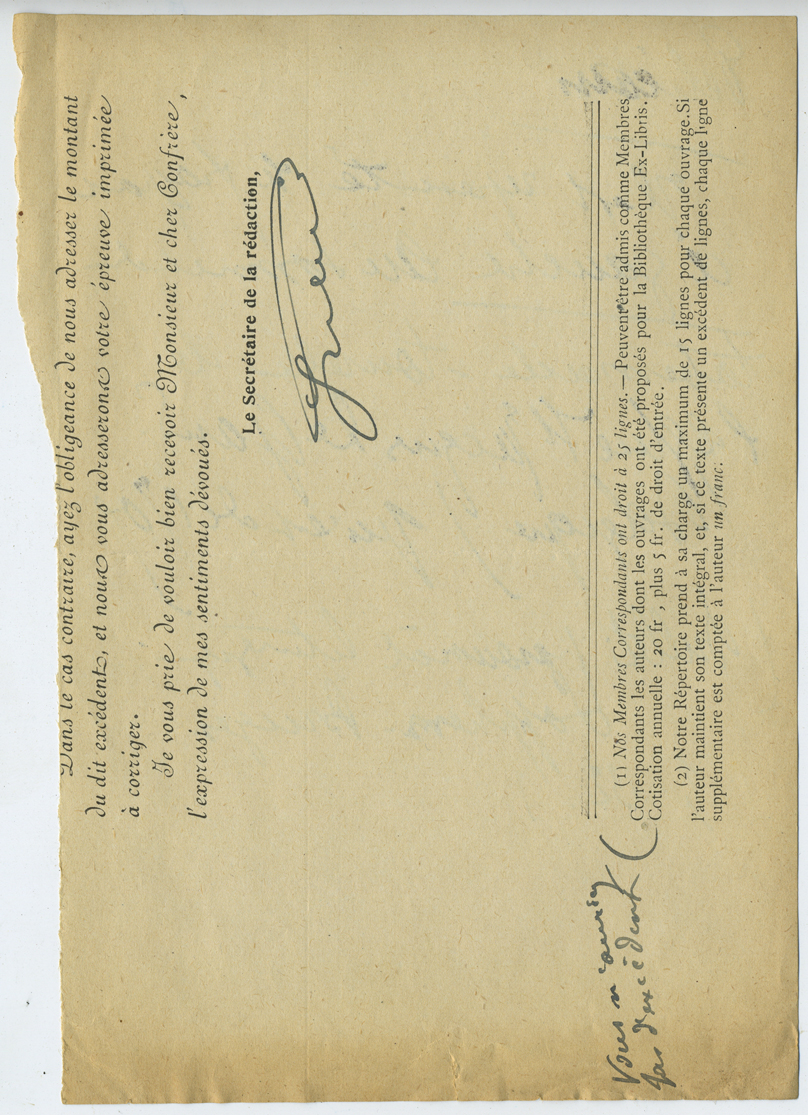 Dans le cas contraire, ayez l'obligeance de nous adresser le montant
du dit excédent, et nous vous adresserons votre épreuve imprimée
à corriger.
Je vous prie de vouloir bien recevoir Monsieur et cher Confrère,
l'expression de mes sentiments dévoués.
Le Secrétaire de la rédaction,
(1) Nos Membres Correspondants ont droit à 25 lignes. — Peuvent être admis comme Membres
Correspondants les auteurs dont les ouvrages ont été proposés pour la Bibliothèque Ex-Libris.
Cotisation annuelle : 20 fr , plus 5 fr. de droit d'entrée.
(2) Notre Répertoire prend à sa charge un maximum de 15 lignes pour chaque ouvrage. Si
l'auteur maintient son texte intégral, et, si ce texte présente un excédent de lignes, chaque ligne
supplémentaire est comptée à l'auteur un franc.
Vous n'auriez
pas d'excédent